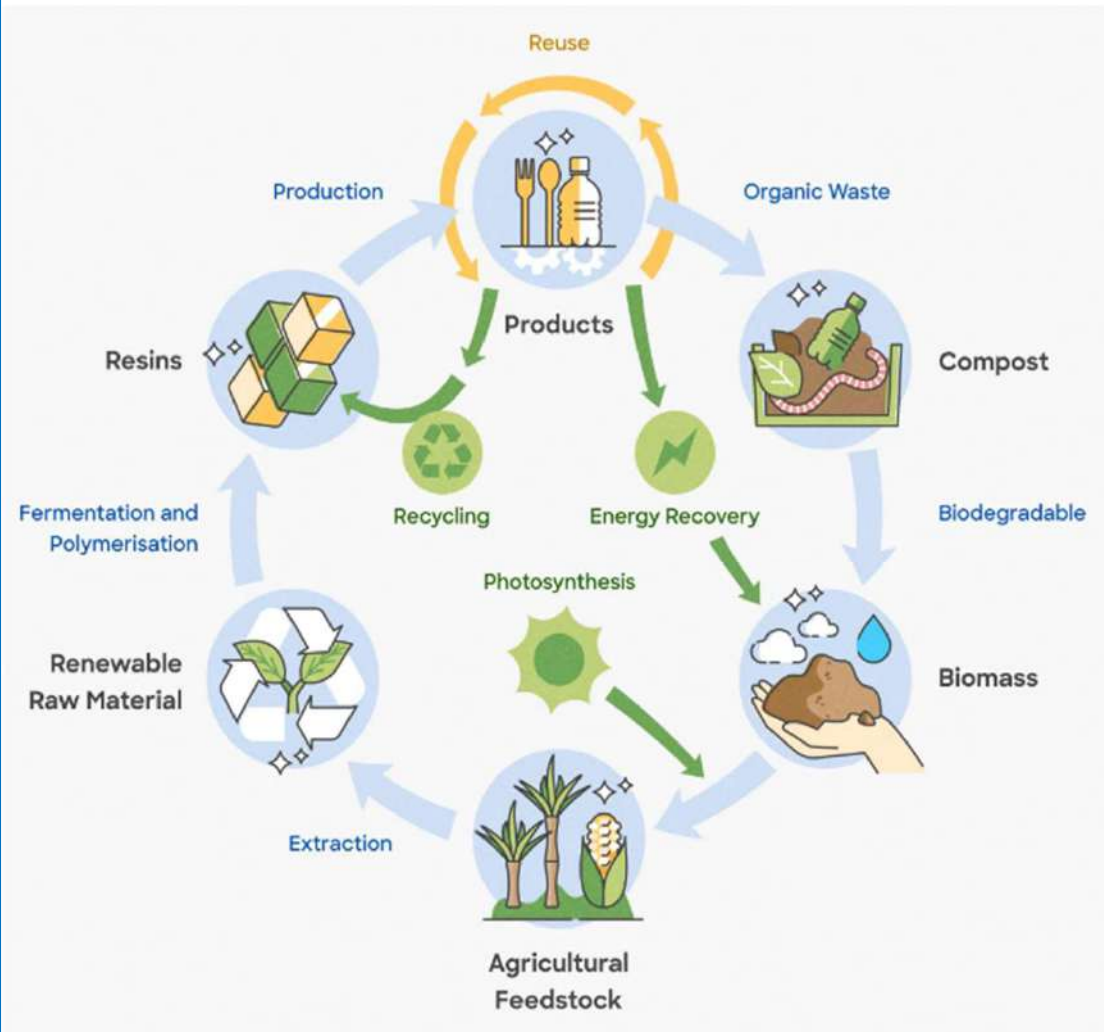 Reuse
Production
Organic Waste
Products
Resins
Compost
Recycling
Energy Recovery
Fermentation and
Polymerisation
Biodegradable
Photosynthesis
Renewable
Raw Material
Biomass
Extraction
Agricultural
Feedstock